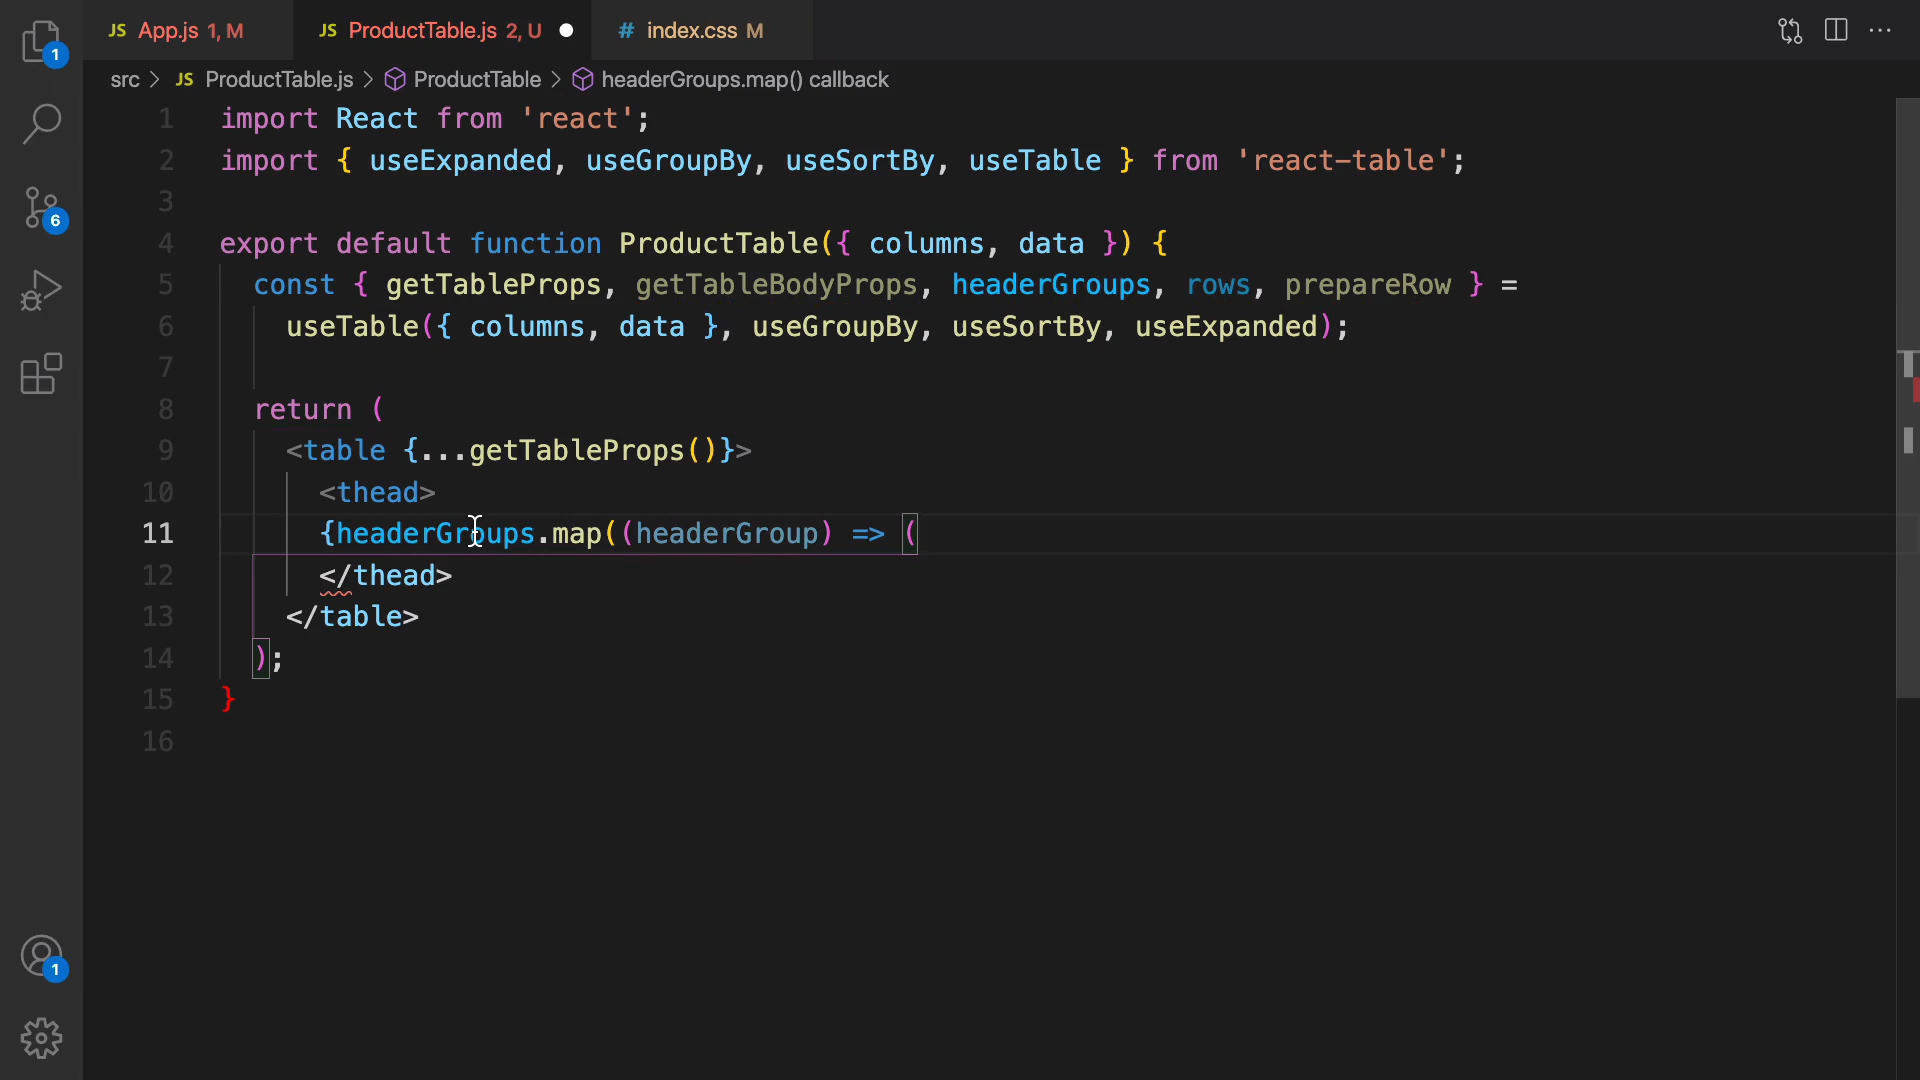 JS App.js 1, M JS ProductTable.js 2, U # index.css M
src > JS ProductTable.js > ProductTable > headerGroups.map() callback
1 import React from 'react';
2 import { useExpanded, useGroupBy, useSortBy, useTable } from 'react-table';
3
4 export default function ProductTable({ columns, data }) {
5 const { getTableProps, getTableBodyProps, headerGroups, rows, prepareRow } =
6 useTable({ columns, data }, useGroupBy, useSortBy, useExpanded);
7
8 return (
9 <table {...getTableProps()}>
10 <thead>
11 {headerGroups.map((headerGroup) => (
12 </thead>
13 </table>
14 );
15 }
16
1
6
1